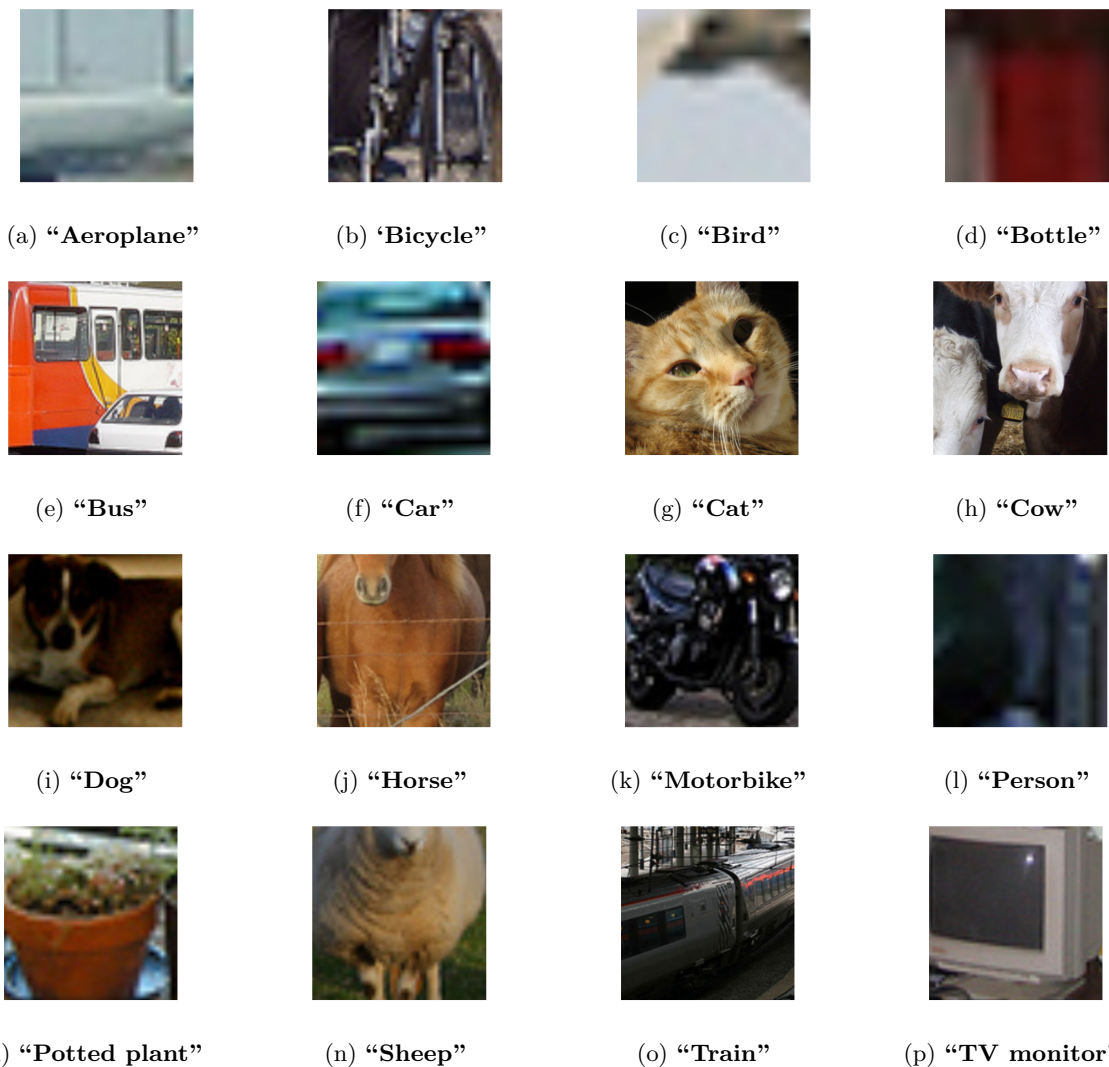 (a) “Aeroplane”
(b) ‘Bicycle”
(c) “Bird”
(d) “Bottle”
(e) “Bus”
(f) “Car”
(g) “Cat”
(h) “Cow”
(i) “Dog”
(j) “Horse”
(k) “Motorbike”
(l) “Person”
) “Potted plant”
(n) “Sheep”
(o) “Train”
(p) “TV monitor